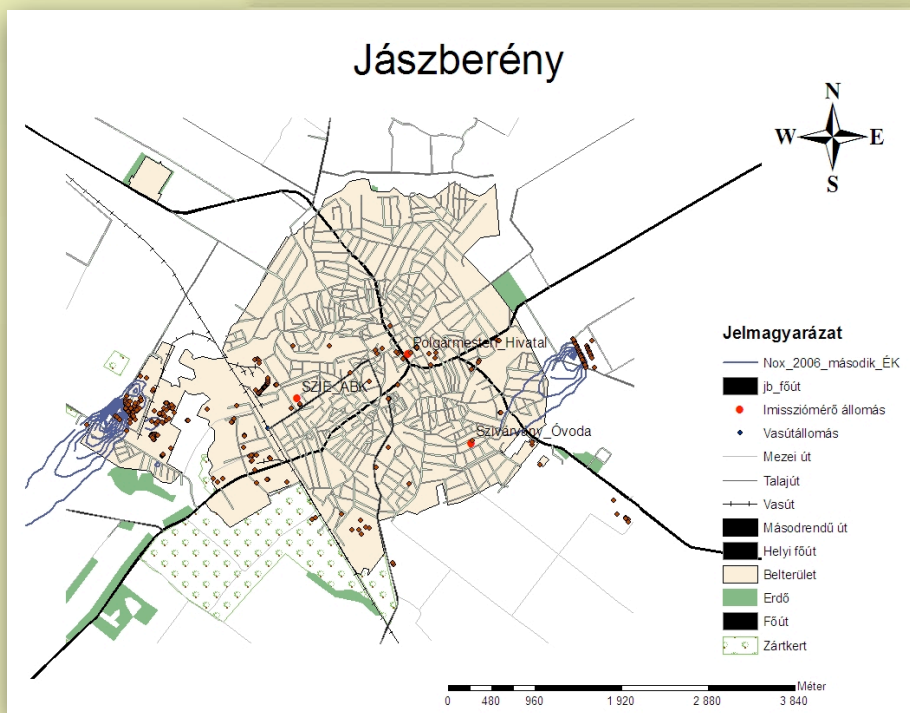 Jászberény
N
W E
S
Polgármesteri_Hivatal
SZIE_ABK
Szivárvány_Óvoda
Jelmagyarázat
Nox_2006_második_ÉK
jb_főút
Imisszíómérő állomás
Vasútállomás
Mezei út
Talajút
Vasút
Másodrendű út
Helyi főút
Belterület
Erdő
Főút
Zártkert
Méter
0 480 960 1 920 2 880 3 840